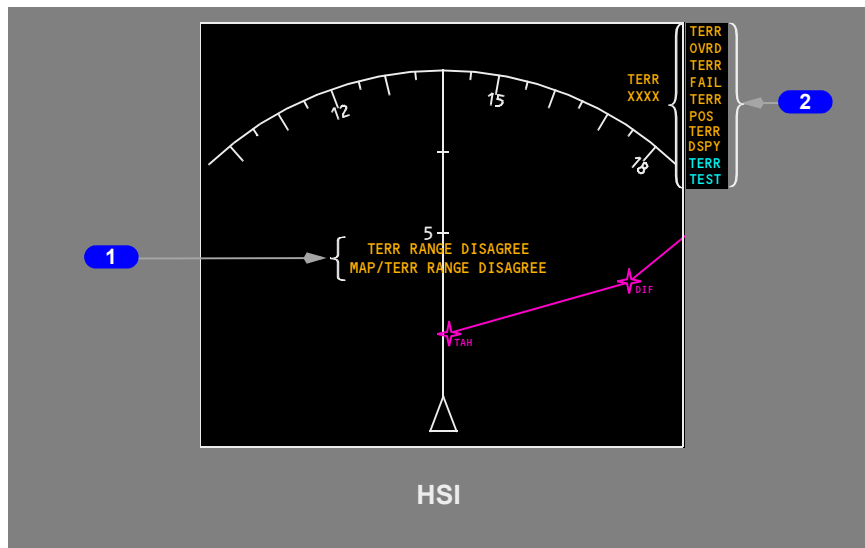 TERR
OVRD
TERR
FAIL
TERR
POS
TERR
DSPY
TERR
TEST
TERR
XXXX
2
12
15
18
5
1
TERR RANGE DISAGREE
MAP/TERR RANGE DISAGREE
DIF
TAH
HSI